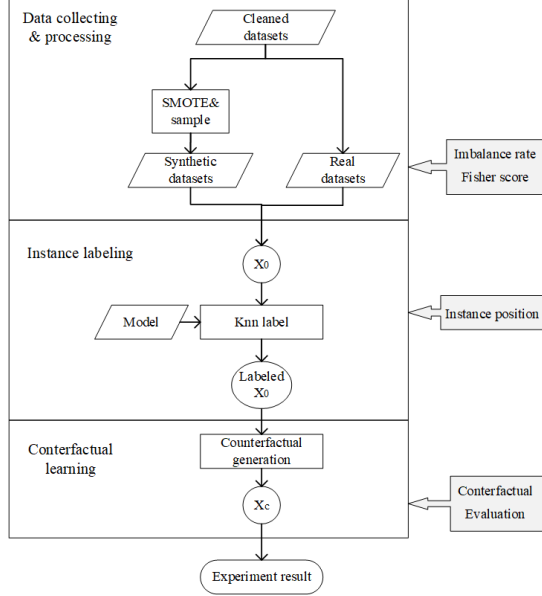 Data collecting
& processing
Cleaned
datasets
SMOTE&
sample
Synthetic
datasets
Real
datasets
Imbalance rate
Fisher score
Instance labeling
X0
Model
Knn label
Instance position
Labeled
X0
Conterfactual
learning
Counterfactual
generation
Xc
Conterfactual
Evaluation
Experiment result